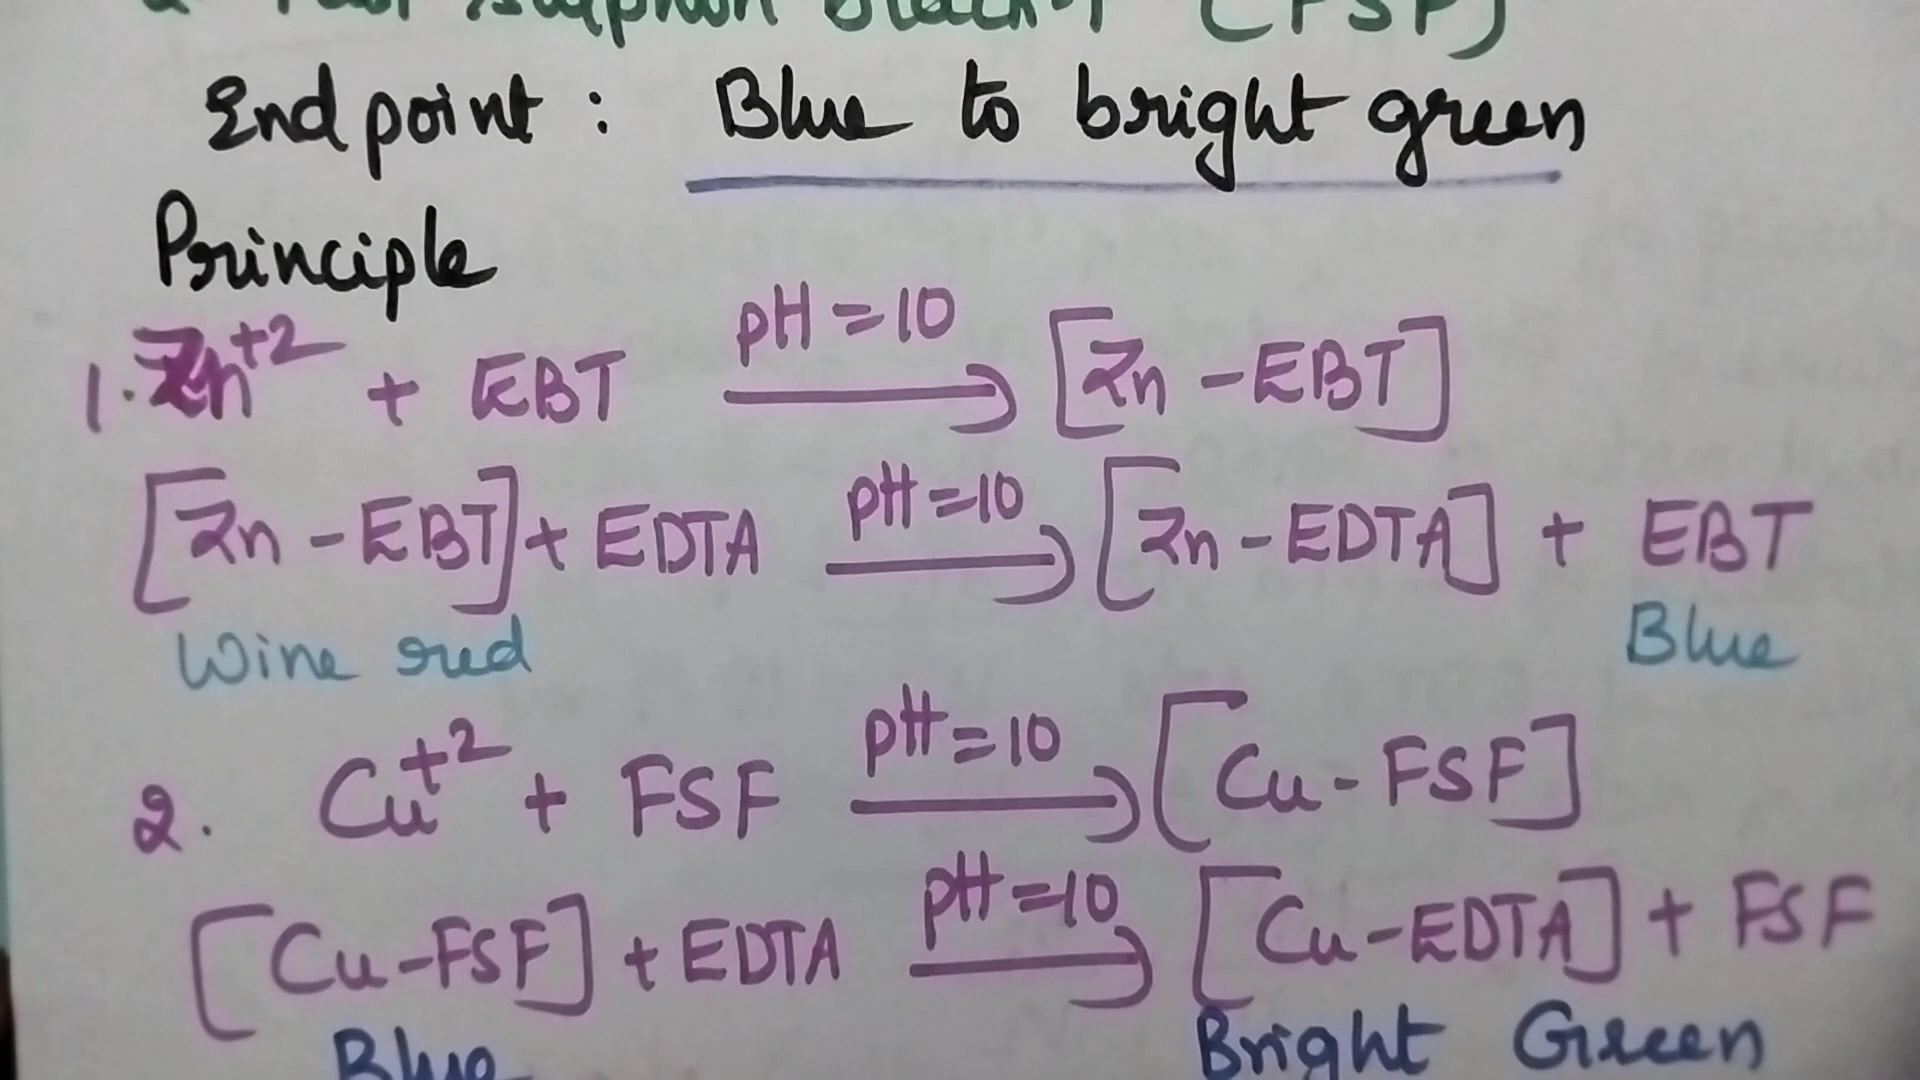 (FSF)
End point : Blue to bright green
Principle
pH = 10
1. Zn+2 + EBT → [Zn - EBT]
pH = 10
[Zn - EBT] + EDTA → [Zn - EDTA] + EBT
Wine red Blue
pH = 10
2. Cu+2 + FSF → [Cu - FSF]
pH = 10
[Cu - FSF] + EDTA → [Cu - EDTA] + FSF
Blue Bright Green